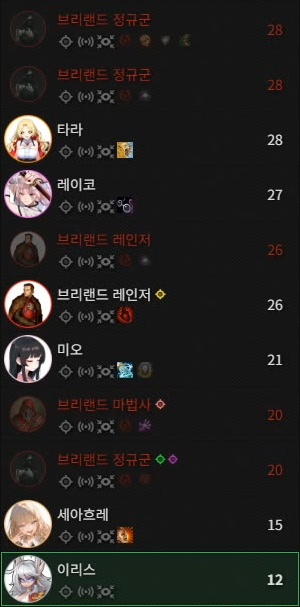 브리랜드 정규군 28
브리랜드 정규군 28
타라 28
레이코 27
브리랜드 레인저 26
브리랜드 레인저 26
미오 21
브리랜드 마법사 20
브리랜드 정규군 20
세아흐레 15
이리스 12